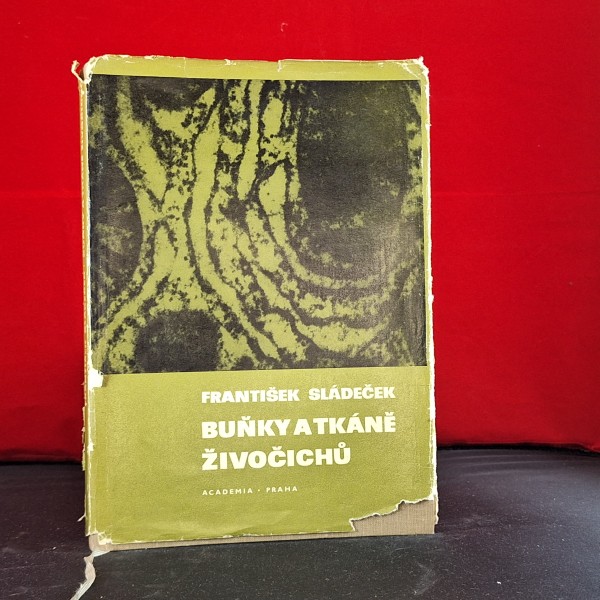 FRANTIŠEK SLÁDEČEK
BUŇKY A TKÁNĚ
ŽIVOČICHŮ
ACADEMIA • PRAHA